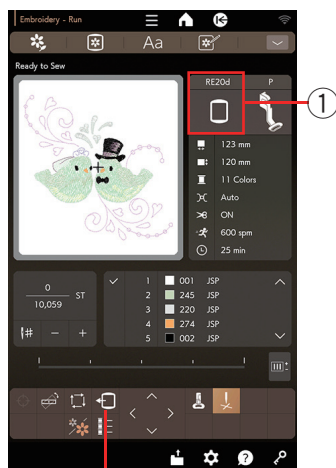 Embroidery - Run
Aa
Ready to Sew
RE20d P
1
123 mm
120 mm
11 Colors
Auto
ON
600 spm
25 min
0
10,059
ST
# - +
1 001 JSP
2 245 JSP
3 220 JSP
4 274 JSP
5 002 JSP
?